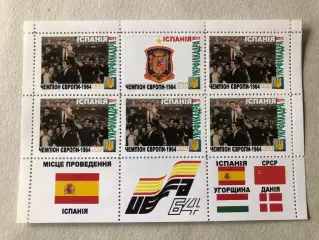 ІСПАНІЯ
ЧЕМПІОН ЄВРОПИ-1964
ІСПАНІЯ
ІСПАНІЯ
ЧЕМПІОН ЄВРОПИ-1964
ІСПАНІЯ
ЧЕМПІОН ЄВРОПИ-1964
ІСПАНІЯ
ЧЕМПІОН ЄВРОПИ-1964
ІСПАНІЯ
ЧЕМПІОН ЄВРОПИ-1964
МІСЦЕ ПРОВЕДЕННЯ
ІСПАНІЯ
UEFA
64
ІСПАНІЯ СРСР
УГОРЩИНА ДАНІЯ